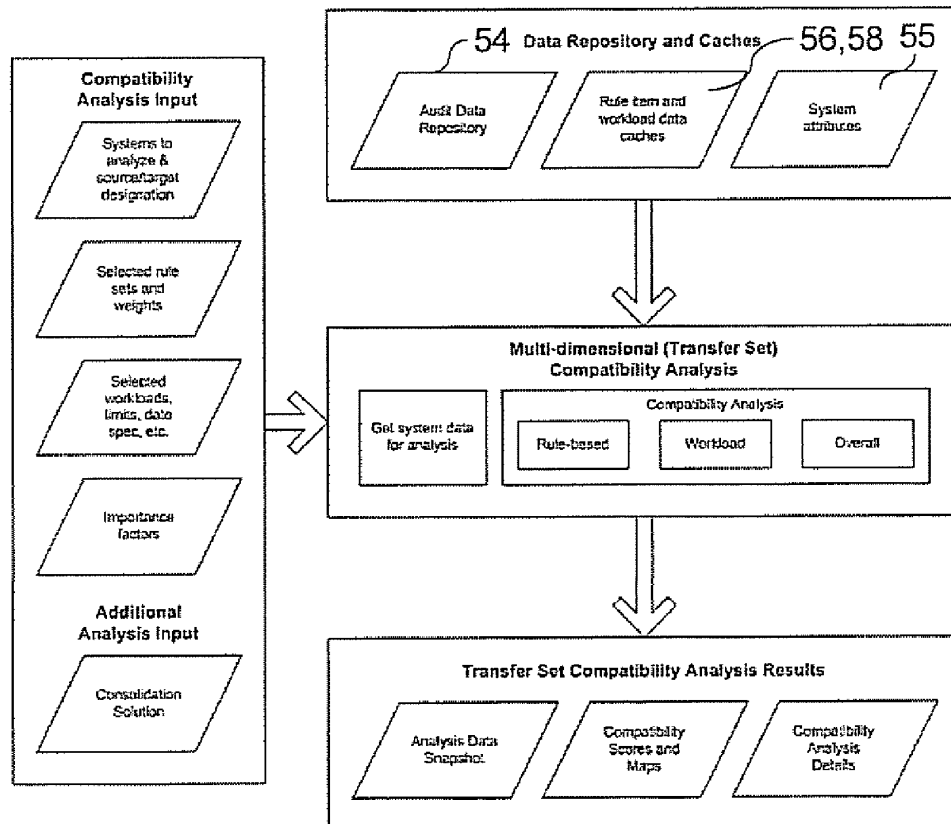 54 Data Repository and Caches 56,58 55
Audit Data
Repository
Rule item and
workload data
caches
System
attributes
Compatibility
Analysis Input
Systems to
analyze &
source/target
designation
Selected rule
sets and
weights
Selected
workloads,
limits, date
spec, etc.
Importance
factors
Additional
Analysis Input
Consolidation
Solution
Multi-dimensional (Transfer Set)
Compatibility Analysis
Get system data
for analysis
Compatibility Analysis
Rule-based
Workload
Overall
Transfer Set Compatibility Analysis Results
Analysis Data
Snapshot
Compatibility
Scores and
Maps
Compatibility
Analysis
Details